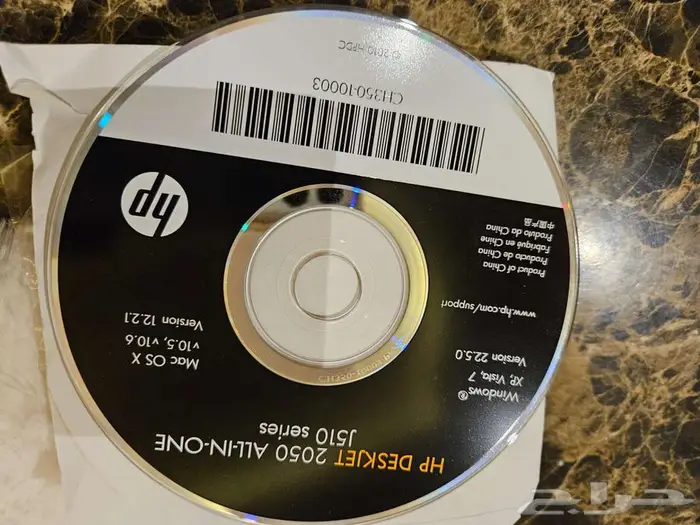 HP DESKJET 2050 ALL-IN-ONE
J510 series
Windows®
XP, Vista, 7
Version 22.5.0
Mac OS X
v10.5, v10.6
Version 12.2.1
www.hp.com/support
Product of China
Producto de China
Fabriqué en Chine
Produto da China
中国产品
hp
CH350-10003
© 2010 HPDC
حراج